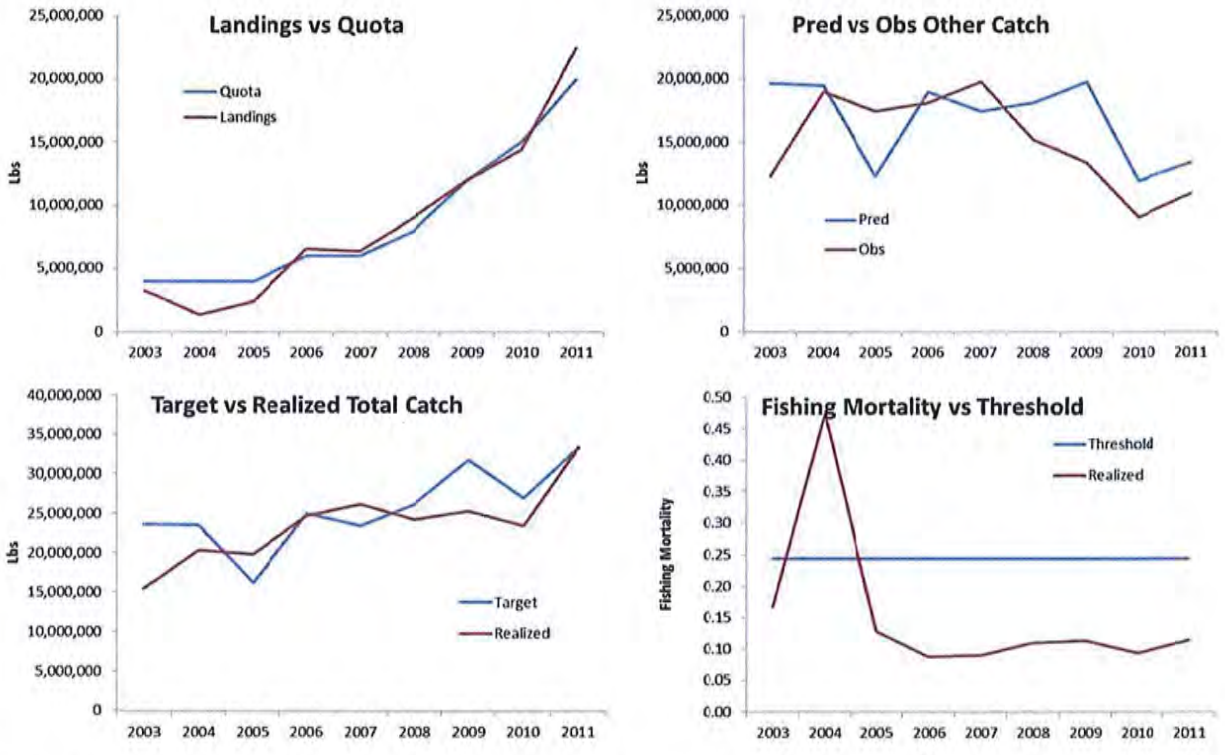 Landings vs Quota
25,000,000
20,000,000
15,000,000
10,000,000
5,000,000
0
Lbs
Quota
Landings
2003 2004 2005 2006 2007 2008 2009 2010 2011
Pred vs Obs Other Catch
25,000,000
20,000,000
15,000,000
10,000,000
5,000,000
0
Lbs
Pred
Obs
2003 2004 2005 2006 2007 2008 2009 2010 2011
Target vs Realized Total Catch
40,000,000
35,000,000
30,000,000
25,000,000
20,000,000
15,000,000
10,000,000
5,000,000
0
Lbs
Target
Realized
2003 2004 2005 2006 2007 2008 2009 2010 2011
Fishing Mortality vs Threshold
0.50
0.45
0.40
0.35
0.30
0.25
0.20
0.15
0.10
0.05
0.00
Fishing Mortality
Threshold
Realized
2003 2004 2005 2006 2007 2008 2009 2010 2011